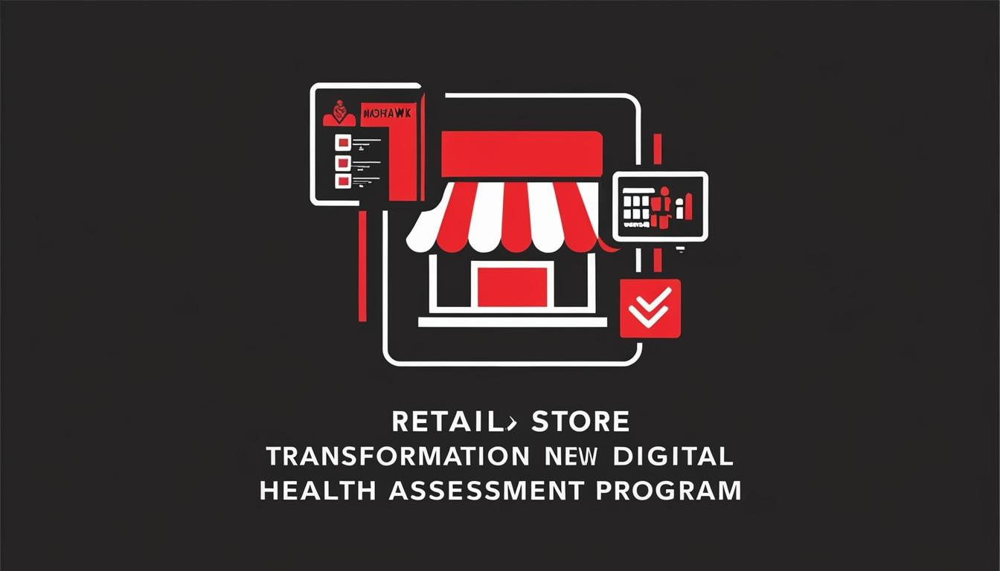 MOHAWK
RETAIL› STORE
TRANSFORMATION NEW DIGITAL
HEALTH ASSESSMENT PROGRAM